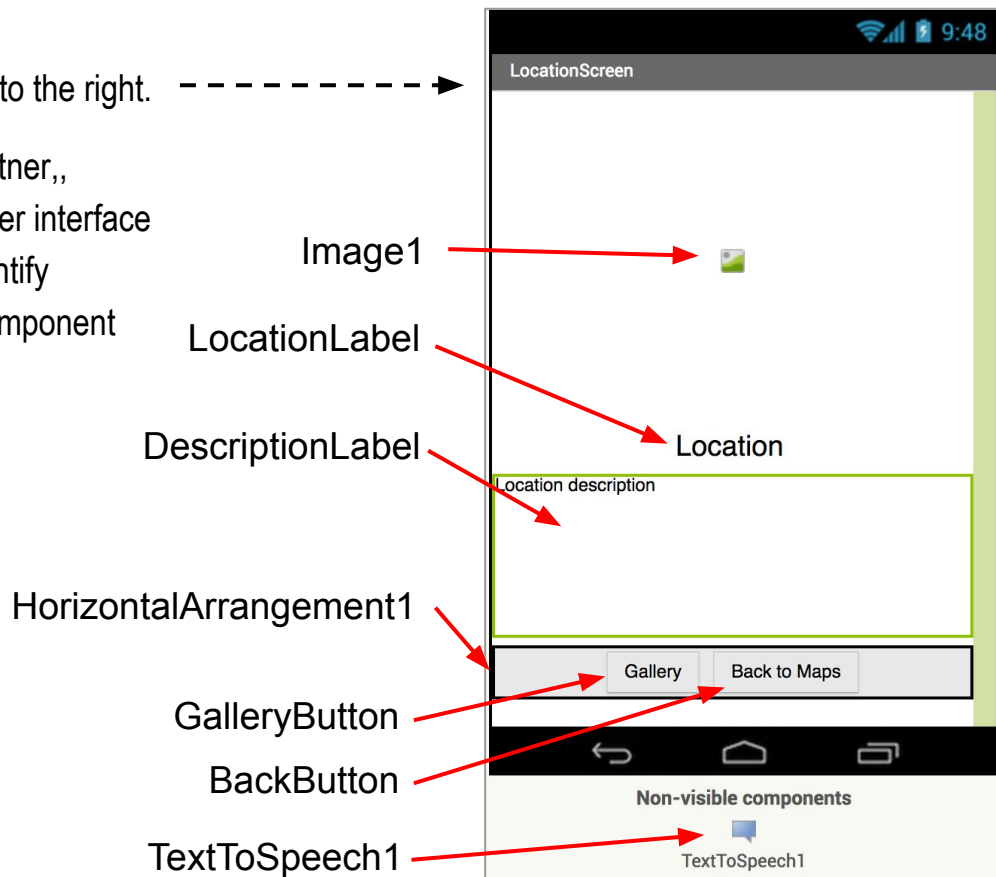 to the right.
tner,,
er interface
ntify
mponent
Image1
LocationLabel
DescriptionLabel
HorizontalArrangement1
GalleryButton
BackButton
TextToSpeech1
9:48
LocationScreen
Location
Location description
Gallery
Back to Maps
Non-visible components
TextToSpeech1